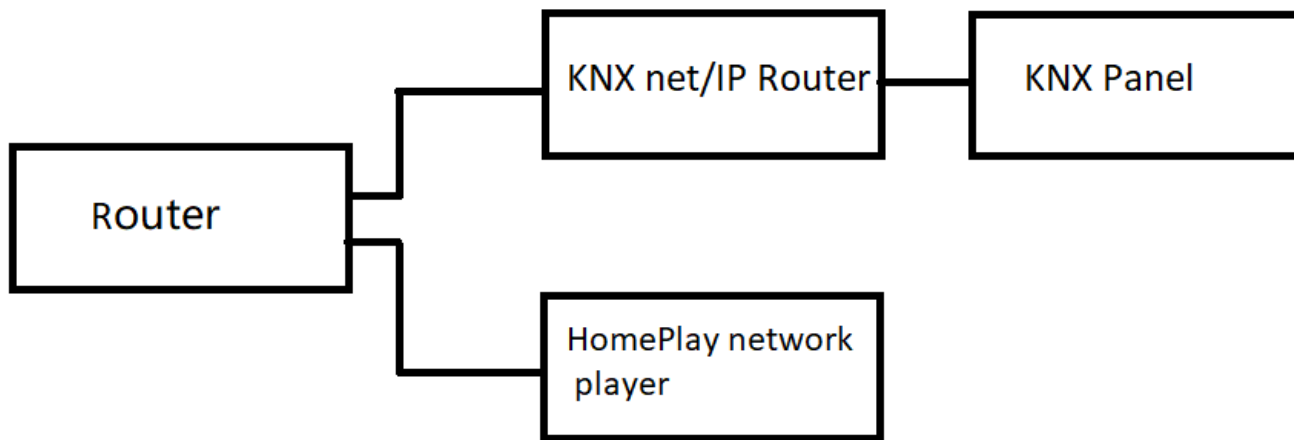 KNX net/IP Router
KNX Panel
Router
HomePlay network
player